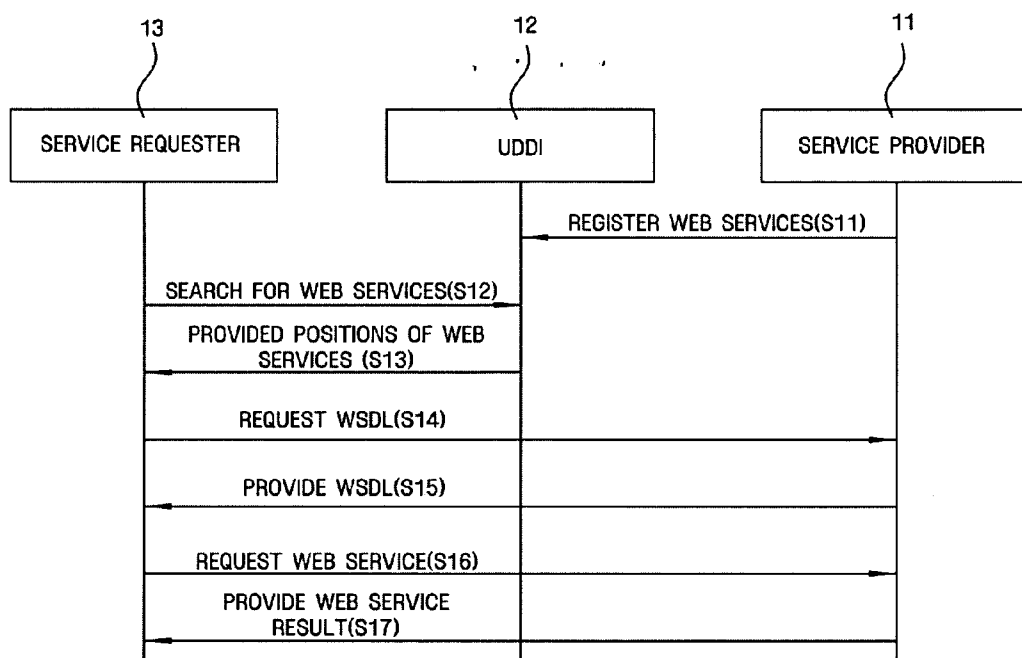 13
12
11
SERVICE REQUESTER
UDDI
SERVICE PROVIDER
REGISTER WEB SERVICES(S11)
SEARCH FOR WEB SERVICES(S12)
PROVIDED POSITIONS OF WEB
SERVICES (S13)
REQUEST WSDL(S14)
PROVIDE WSDL(S15)
REQUEST WEB SERVICE(S16)
PROVIDE WEB SERVICE
RESULT(S17)